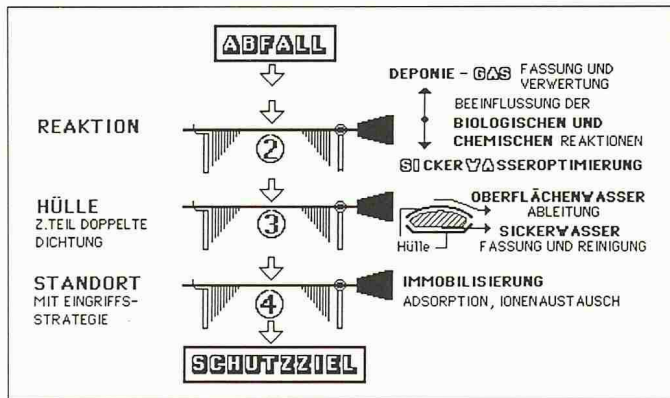 ABFALL
DEPONIE - GAS FASSUNG UND
VERWERTUNG
BEEINFLUSSUNG DER
BIOLOGISCHEN UND
CHEMISCHEN REAKTIONEN
SICKERWASSEROPTIMIERUNG
REAKTION
2
HÜLLE
Z.TEIL DOPPELTE
DICHTUNG
3
OBERFLÄCHENWASSER
ABLEITUNG
SICKERWASSER
FASSUNG UND REINIGUNG
Hülle
STANDORT
MIT EINGRIFFS-
STRATEGIE
4
IMMOBILISIERUNG
ADSORPTION, IONENAUSTAUSCH
SCHUTZZIEL